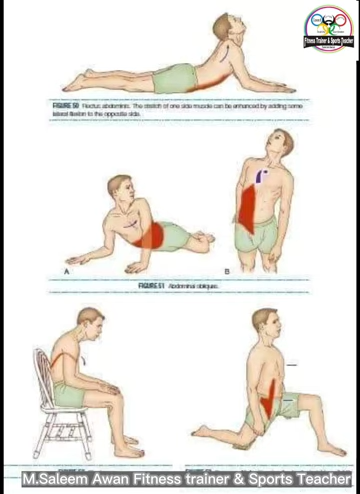 Fitness Trainer & Sports Teacher
FIGURE 50 Rectus abdominis. The stretch of one side muscle can be enhanced by adding some
lateral flexion to the opposite side.
A
B
FIGURE 51 Abdominal obliques.
M.Saleem Awan Fitness trainer & Sports Teacher